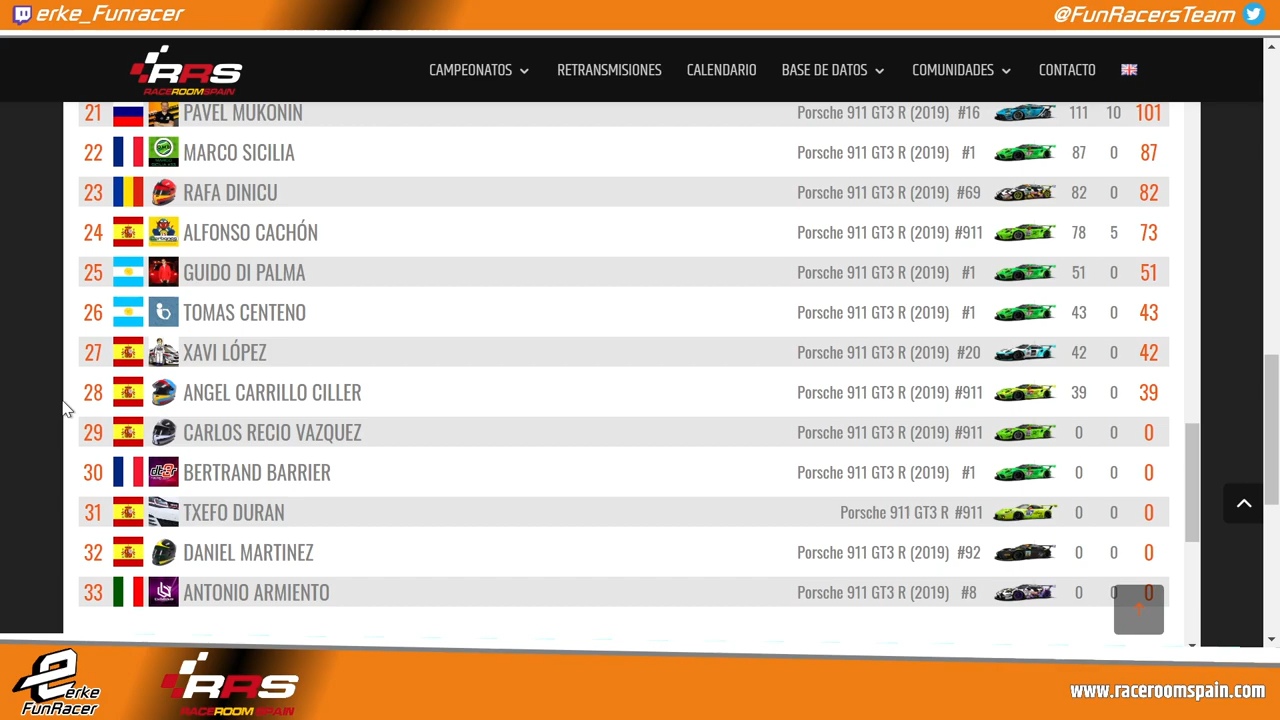 erke_Funracer
@FunRacersTeam
RRS
RACEROOMSPAIN
CAMPEONATOS RETRANSMISIONES CALENDARIO BASE DE DATOS COMUNIDADES CONTACTO
21 PAVEL MUKONIN Porsche 911 GT3 R (2019) #16 111 10 101
22 MARCO SICILIA Porsche 911 GT3 R (2019) #1 87 0 87
23 RAFA DINICU Porsche 911 GT3 R (2019) #69 82 0 82
24 ALFONSO CACHÓN Porsche 911 GT3 R (2019) #911 78 5 73
25 GUIDO DI PALMA Porsche 911 GT3 R (2019) #1 51 0 51
26 TOMAS CENTENO Porsche 911 GT3 R (2019) #1 43 0 43
27 XAVI LÓPEZ Porsche 911 GT3 R (2019) #20 42 0 42
28 ANGEL CARRILLO CILLER Porsche 911 GT3 R (2019) #911 39 0 39
29 CARLOS RECIO VAZQUEZ Porsche 911 GT3 R (2019) #911 0 0 0
30 BERTRAND BARRIER Porsche 911 GT3 R (2019) #1 0 0 0
31 TXEFO DURAN Porsche 911 GT3 R #911 0 0 0
32 DANIEL MARTINEZ Porsche 911 GT3 R (2019) #92 0 0 0
33 ANTONIO ARMIENTO Porsche 911 GT3 R (2019) #8 0 0 0
erke
FunRacer
RRS
RACEROOM SPAIN
www.raceroomspain.com